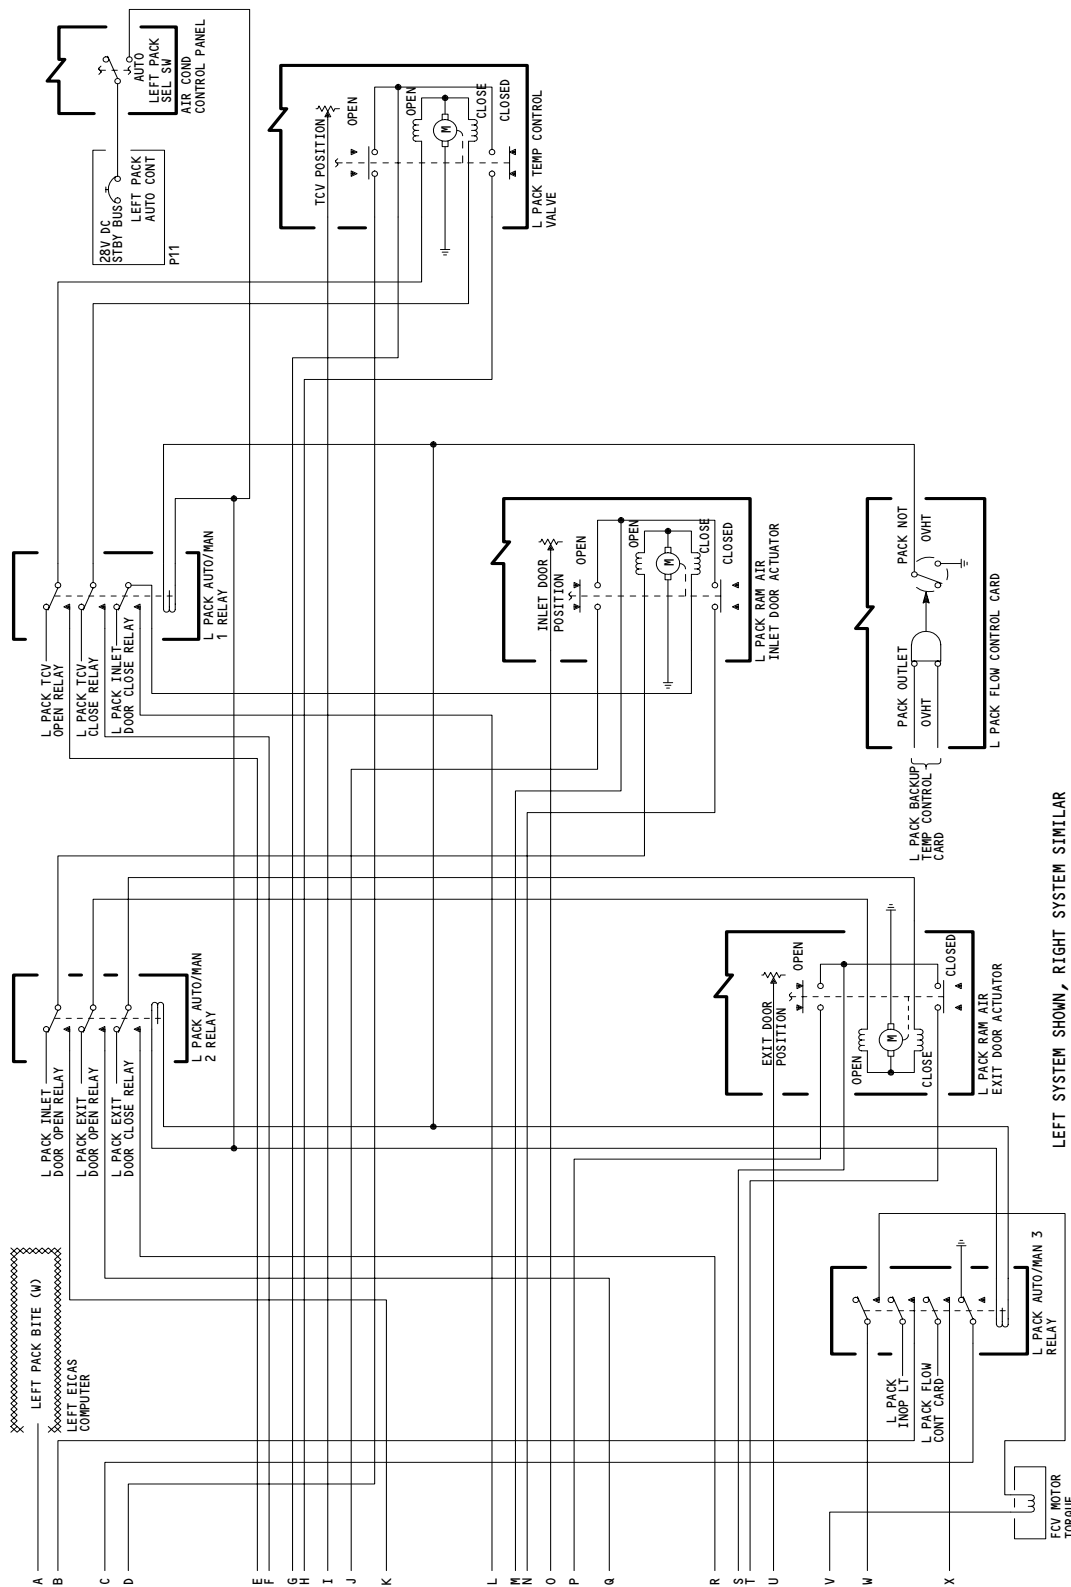 28V DC
STBY BUS
LEFT PACK
AUTO CONT
P11
AUTO
LEFT PACK
SEL SW
AIR COND
CONTROL PANEL
TCV POSITION
OPEN
OPEN
M
CLOSE
CLOSED
L PACK TEMP CONTROL
VALVE
L PACK TCV
OPEN RELAY
L PACK TCV
CLOSE RELAY
L PACK INLET
DOOR CLOSE RELAY
L PACK AUTO/MAN
1 RELAY
INLET DOOR
POSITION
OPEN
OPEN
M
CLOSE
CLOSED
L PACK RAM AIR
INLET DOOR ACTUATOR
L PACK BACKUP
TEMP CONTROL
CARD
PACK OUTLET
OVHT
PACK NOT
OVHT
L PACK FLOW CONTROL CARD
L PACK INLET
DOOR OPEN RELAY
L PACK EXIT
DOOR OPEN RELAY
L PACK EXIT
DOOR CLOSE RELAY
L PACK AUTO/MAN
2 RELAY
EXIT DOOR
POSITION
OPEN
OPEN
M
CLOSE
CLOSED
L PACK RAM AIR
EXIT DOOR ACTUATOR
LEFT PACK BITE (W)
LEFT EICAS
COMPUTER
L PACK
INOP LT
L PACK FLOW
CONT CARD
L PACK AUTO/MAN 3
RELAY
FCV MOTOR
TORQUE
A
B
C
D
E
F
G
H
I
J
K
L
M
N
O
P
Q
R
S
T
U
V
W
X
LEFT SYSTEM SHOWN, RIGHT SYSTEM SIMILAR